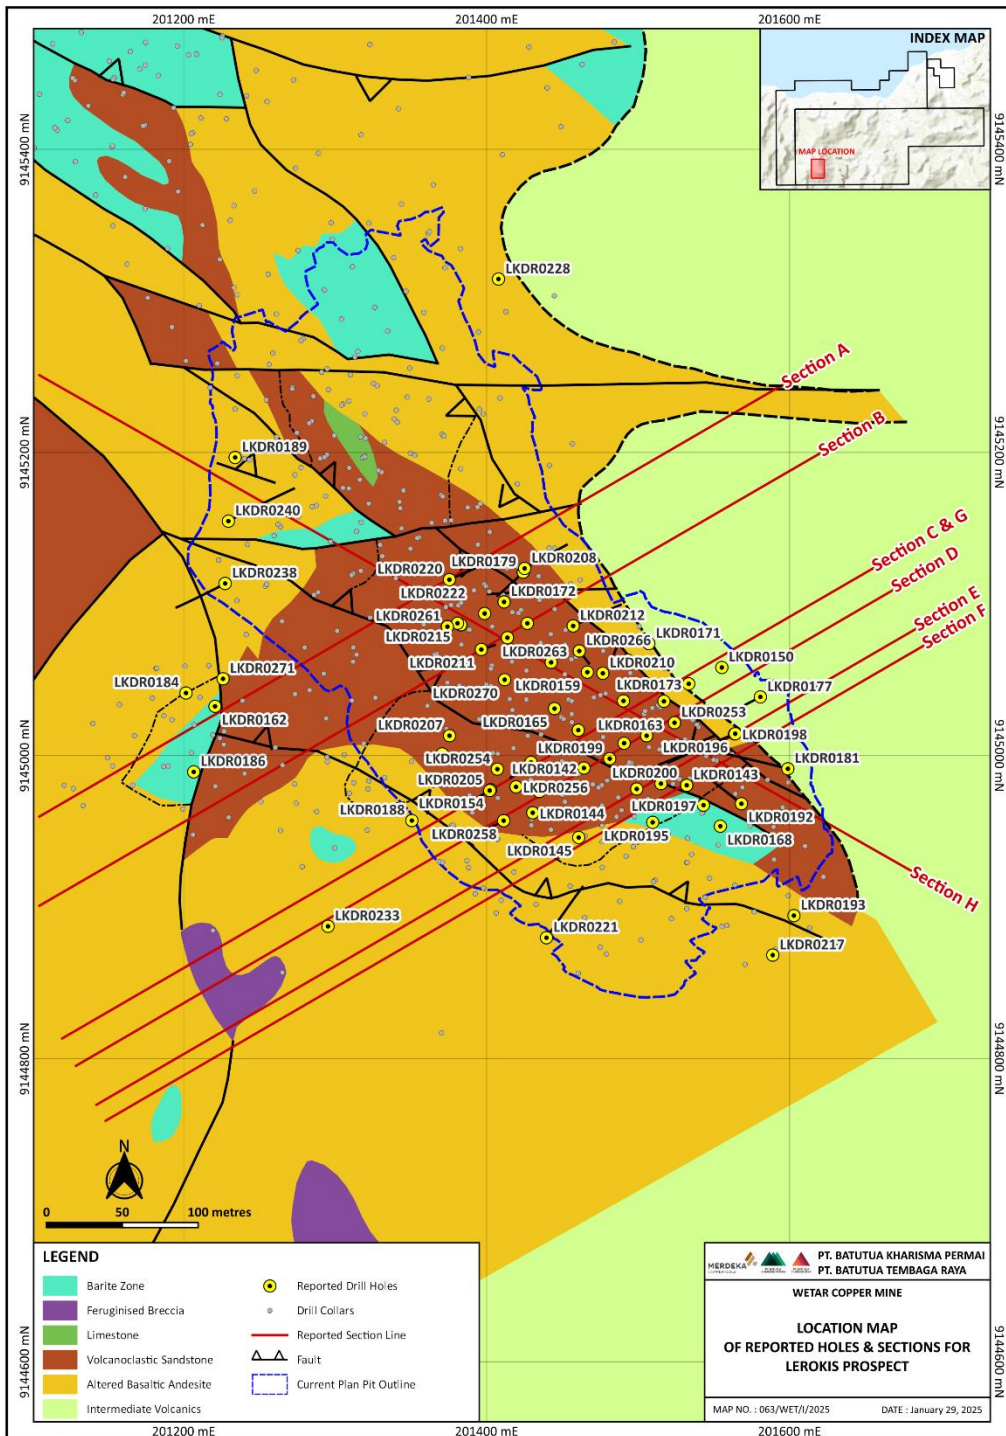 201200 mE
201400 mE
201600 mE
INDEX MAP
MAP LOCATION
9145400 mN
9145400 mN
LKDR0228
Section A
Section B
9145200 mN
9145200 mN
LKDR0189
LKDR0240
LKDR0238
LKDR0220
LKDR0179
LKDR0208
Section C & G
Section D
Section E
Section F
LKDR0222
LKDR0172
LKDR0261
LKDR0212
LKDR0215
LKDR0266
LKDR0171
LKDR0211
LKDR0263
LKDR0210
LKDR0150
LKDR0271
LKDR0184
LKDR0270
LKDR0159
LKDR0173
LKDR0177
LKDR0162
LKDR0207
LKDR0165
LKDR0163
LKDR0253
LKDR0198
9145000 mN
9145000 mN
LKDR0254
LKDR0199
LKDR0196
LKDR0181
LKDR0186
LKDR0205
LKDR0142
LKDR0200
LKDR0143
LKDR0188
LKDR0154
LKDR0256
LKDR0197
LKDR0192
LKDR0258
LKDR0144
LKDR0195
LKDR0168
LKDR0145
Section H
LKDR0193
LKDR0233
LKDR0221
LKDR0217
9144800 mN
9144800 mN
N
0 50 100 metres
LEGEND
Barite Zone
Feruginised Breccia
Limestone
Volcanoclastic Sandstone
Altered Basaltic Andesite
Intermediate Volcanics
Reported Drill Holes
Drill Collars
Reported Section Line
Fault
Current Plan Pit Outline
MERDEKA
COPPER GOLD
PT. BATUTUA KHARISMA PERMAI
PT. BATUTUA TEMBAGA RAYA
WETAR COPPER MINE
LOCATION MAP
OF REPORTED HOLES & SECTIONS FOR
LEROKIS PROSPECT
MAP NO. : 063/WET/I/2025
DATE : January 29, 2025
9144600 mN
9144600 mN
201200 mE
201400 mE
201600 mE